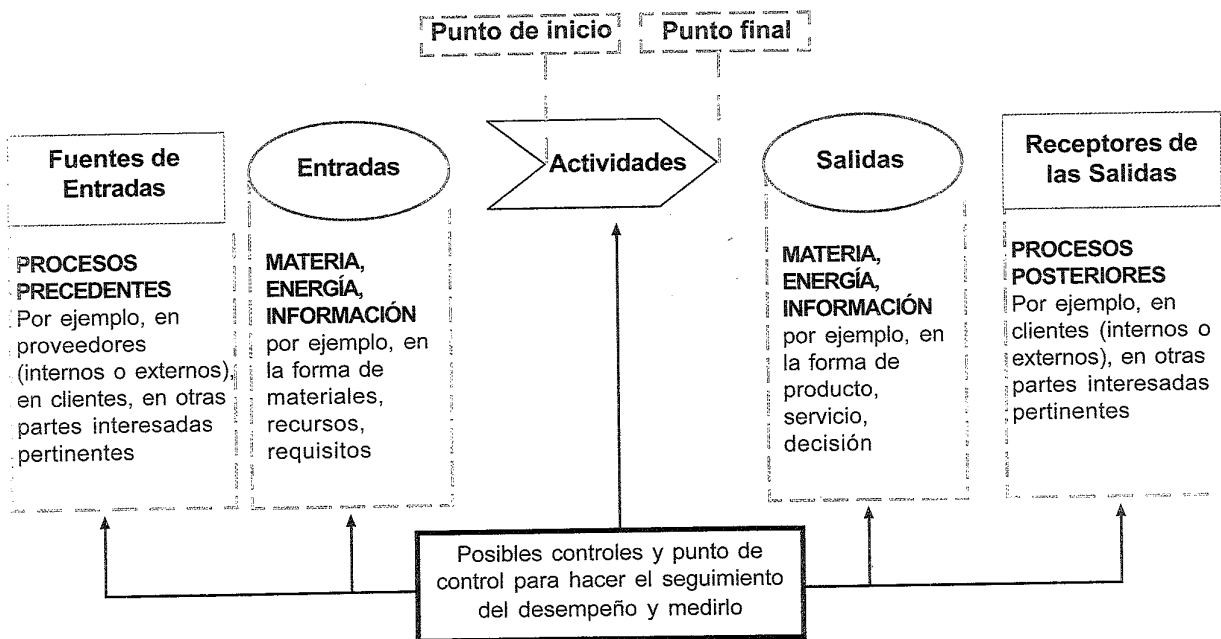 Punto de inicio
Punto final
Fuentes de
Entradas
Entradas
Actividades
Salidas
Receptores de
las Salidas
PROCESOS
PRECEDENTES
Por ejemplo, en
proveedores
(internos o externos),
en clientes, en otras
partes interesadas
pertinentes
MATERIA,
ENERGÍA,
INFORMACIÓN
por ejemplo, en
la forma de
materiales,
recursos,
requisitos
MATERIA,
ENERGÍA,
INFORMACIÓN
por ejemplo, en
la forma de
producto,
servicio,
decisión
PROCESOS
POSTERIORES
Por ejemplo, en
clientes (internos o
externos), en otras
partes interesadas
pertinentes
Posibles controles y punto de
control para hacer el seguimiento
del desempeño y medirlo